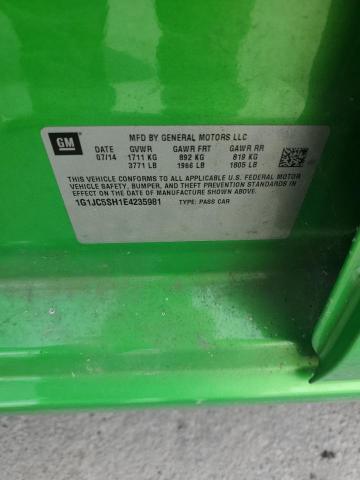 GM
MFD BY GENERAL MOTORS LLC
DATE GVWR GAWR FRT GAWR RR
07/14 1711 KG 892 KG 819 KG
3771 LB 1966 LB 1805 LB
THIS VEHICLE CONFORMS TO ALL APPLICABLE U.S. FEDERAL MOTOR
VEHICLE SAFETY, BUMPER, AND THEFT PREVENTION STANDARDS IN
EFFECT ON THE DATE OF MANUFACTURE SHOWN ABOVE.
1G1JC5SH1E4235981 TYPE: PASS CAR